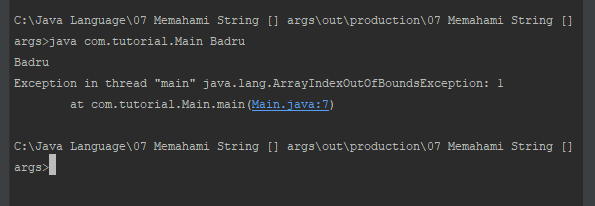 C:\Java Language\07 Memahami String [] args\out\production\07 Memahami String []
args>java com.tutorial.Main Badru
Badru
Exception in thread "main" java.lang.ArrayIndexOutOfBoundsException: 1
at com.tutorial.Main.main(Main.java:7)
C:\Java Language\07 Memahami String [] args\out\production\07 Memahami String []
args>